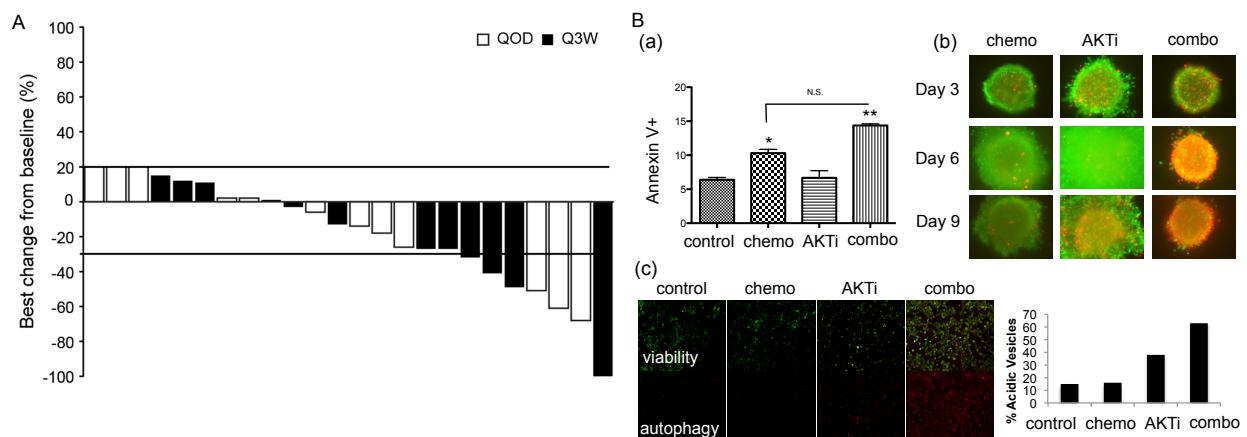 A
QOD Q3W
Best change from baseline (%)
100
80
60
40
20
0
-20
-40
-60
-80
-100
B
(a)
Annexin V+
20
15
10
5
0
N.S.
*
**
control chemo AKTi combo
(b)
chemo AKTi combo
Day 3
Day 6
Day 9
(c)
control chemo AKTi combo
viability
autophagy
% Acidic Vesicles
70
60
50
40
30
20
10
0
control chemo AKTi combo